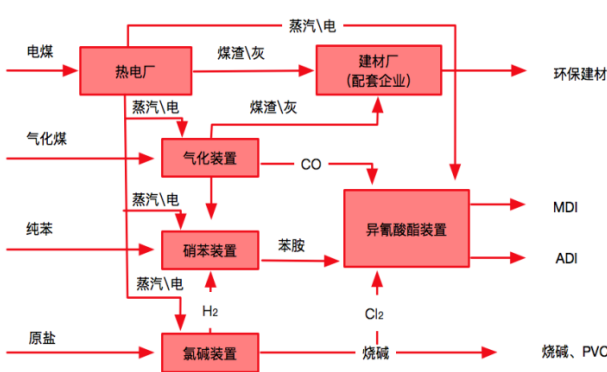 蒸汽\电
电煤
热电厂
煤渣\灰
建材厂
（配套企业）
环保建材
蒸汽\电
煤渣\灰
气化煤
气化装置
CO
蒸汽\电
异氰酸酯装置
MDI
纯苯
硝苯装置
苯胺
ADI
蒸汽\电
H2
Cl2
原盐
氯碱装置
烧碱
烧碱、PVC